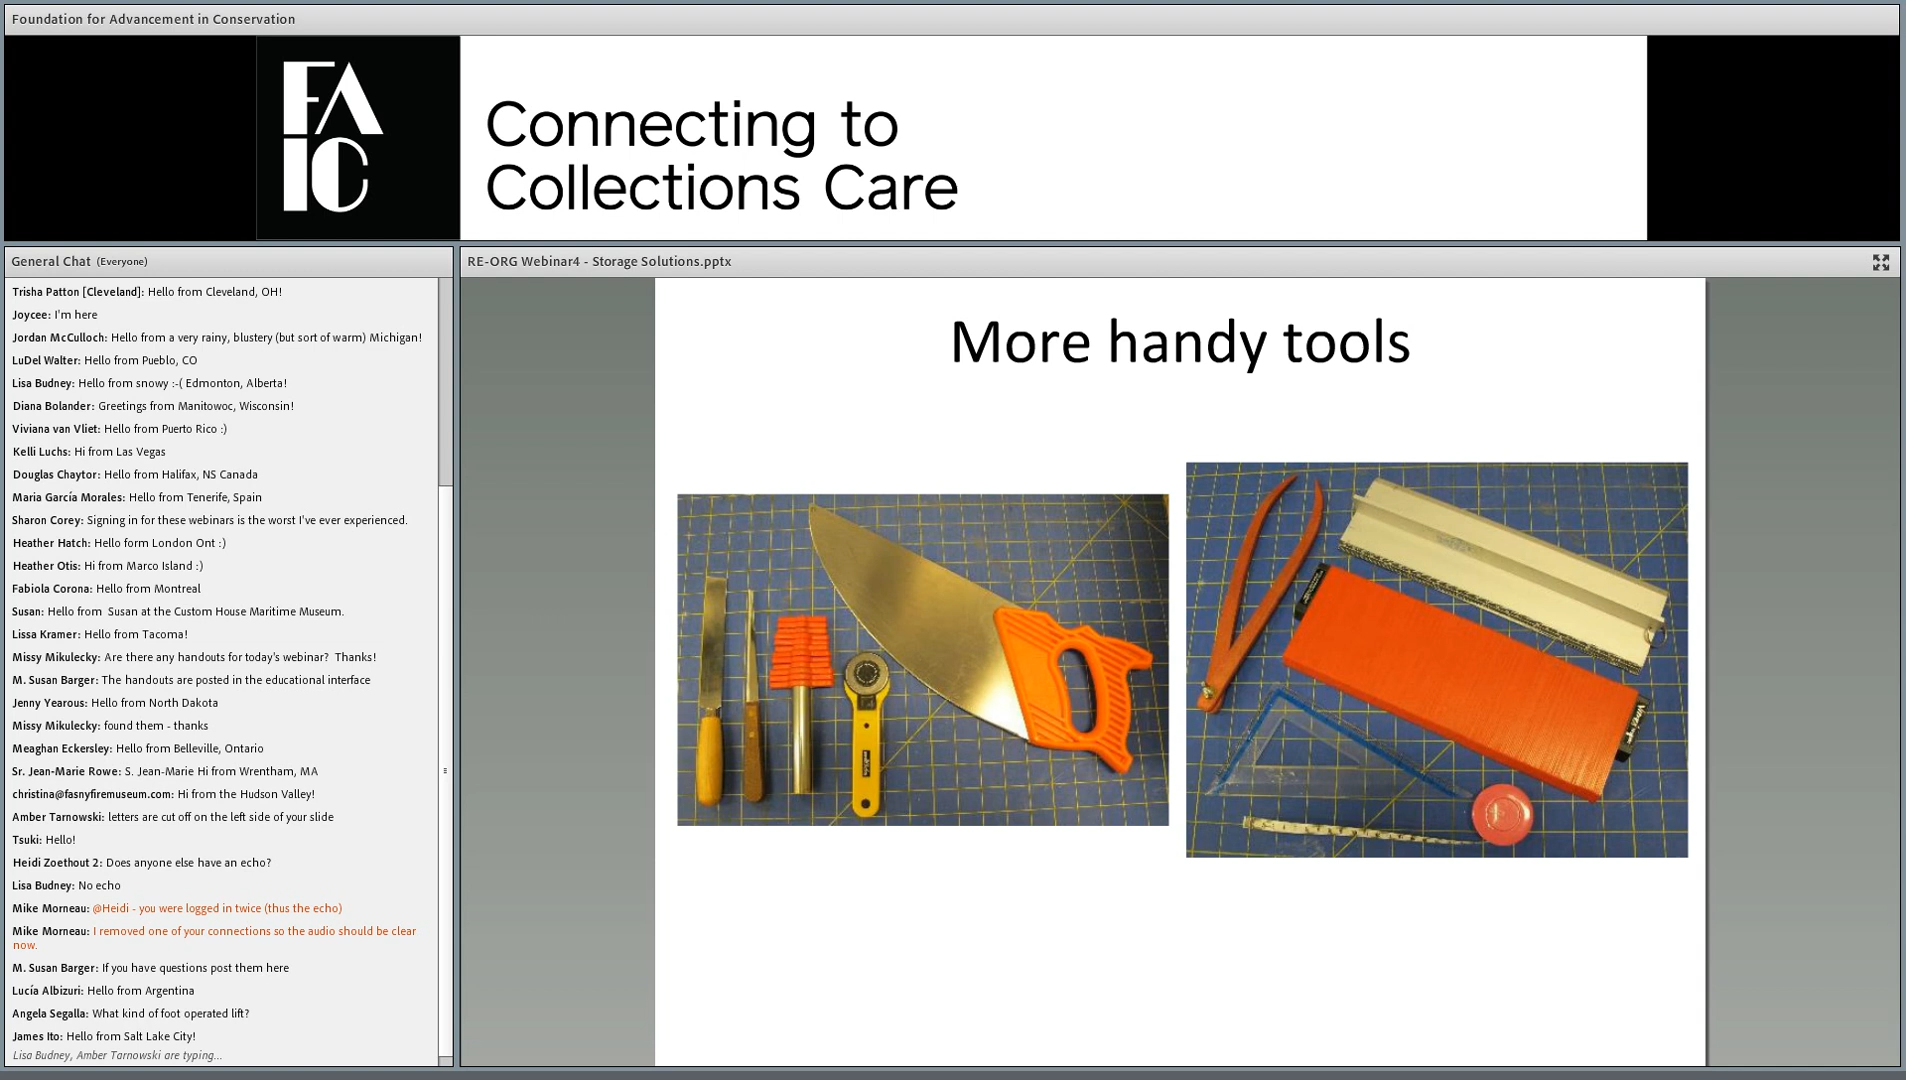 Foundation for Advancement in Conservation
FA
IC
Connecting to
Collections Care
General Chat (Everyone)
Trisha Patton [Cleveland]: Hello from Cleveland, OH!
Joycee: I'm here
Jordan McCulloch: Hello from a very rainy, blustery (but sort of warm) Michigan!
LuDel Walter: Hello from Pueblo, CO
Lisa Budney: Hello from snowy :-( Edmonton, Alberta!
Diana Bolander: Greetings from Manitowoc, Wisconsin!
Viviana van Vliet: Hello from Puerto Rico :)
Kelli Luchs: Hi from Las Vegas
Douglas Chaytor: Hello from Halifax, NS Canada
Maria García Morales: Hello from Tenerife, Spain
Sharon Corey: Signing in for these webinars is the worst I've ever experienced.
Heather Hatch: Hello form London Ont :)
Heather Otis: Hi from Marco Island :)
Fabiola Corona: Hello from Montreal
Susan: Hello from  Susan at the Custom House Maritime Museum.
Lissa Kramer: Hello from Tacoma!
Missy Mikulecky: Are there any handouts for today's webinar?  Thanks!
M. Susan Barger: The handouts are posted in the educational interface
Jenny Yearous: Hello from North Dakota
Missy Mikulecky: found them - thanks
Meaghan Eckersley: Hello from Belleville, Ontario
Sr. Jean-Marie Rowe: S. Jean-Marie Hi from Wrentham, MA
christina@fasnyfiremuseum.com: Hi from the Hudson Valley!
Amber Tarnowski: letters are cut off on the left side of your slide
Tsuki: Hello!
Heidi Zoethout 2: Does anyone else have an echo?
Lisa Budney: No echo
Mike Morneau: @Heidi - you were logged in twice (thus the echo)
Mike Morneau: I removed one of your connections so the audio should be clear
now.
M. Susan Barger: If you have questions post them here
Lucía Albizuri: Hello from Argentina
Angela Segalla: What kind of foot operated lift?
James Ito: Hello from Salt Lake City!
Lisa Budney, Amber Tarnowski are typing...
RE-ORG Webinar4 - Storage Solutions.pptx
More handy tools